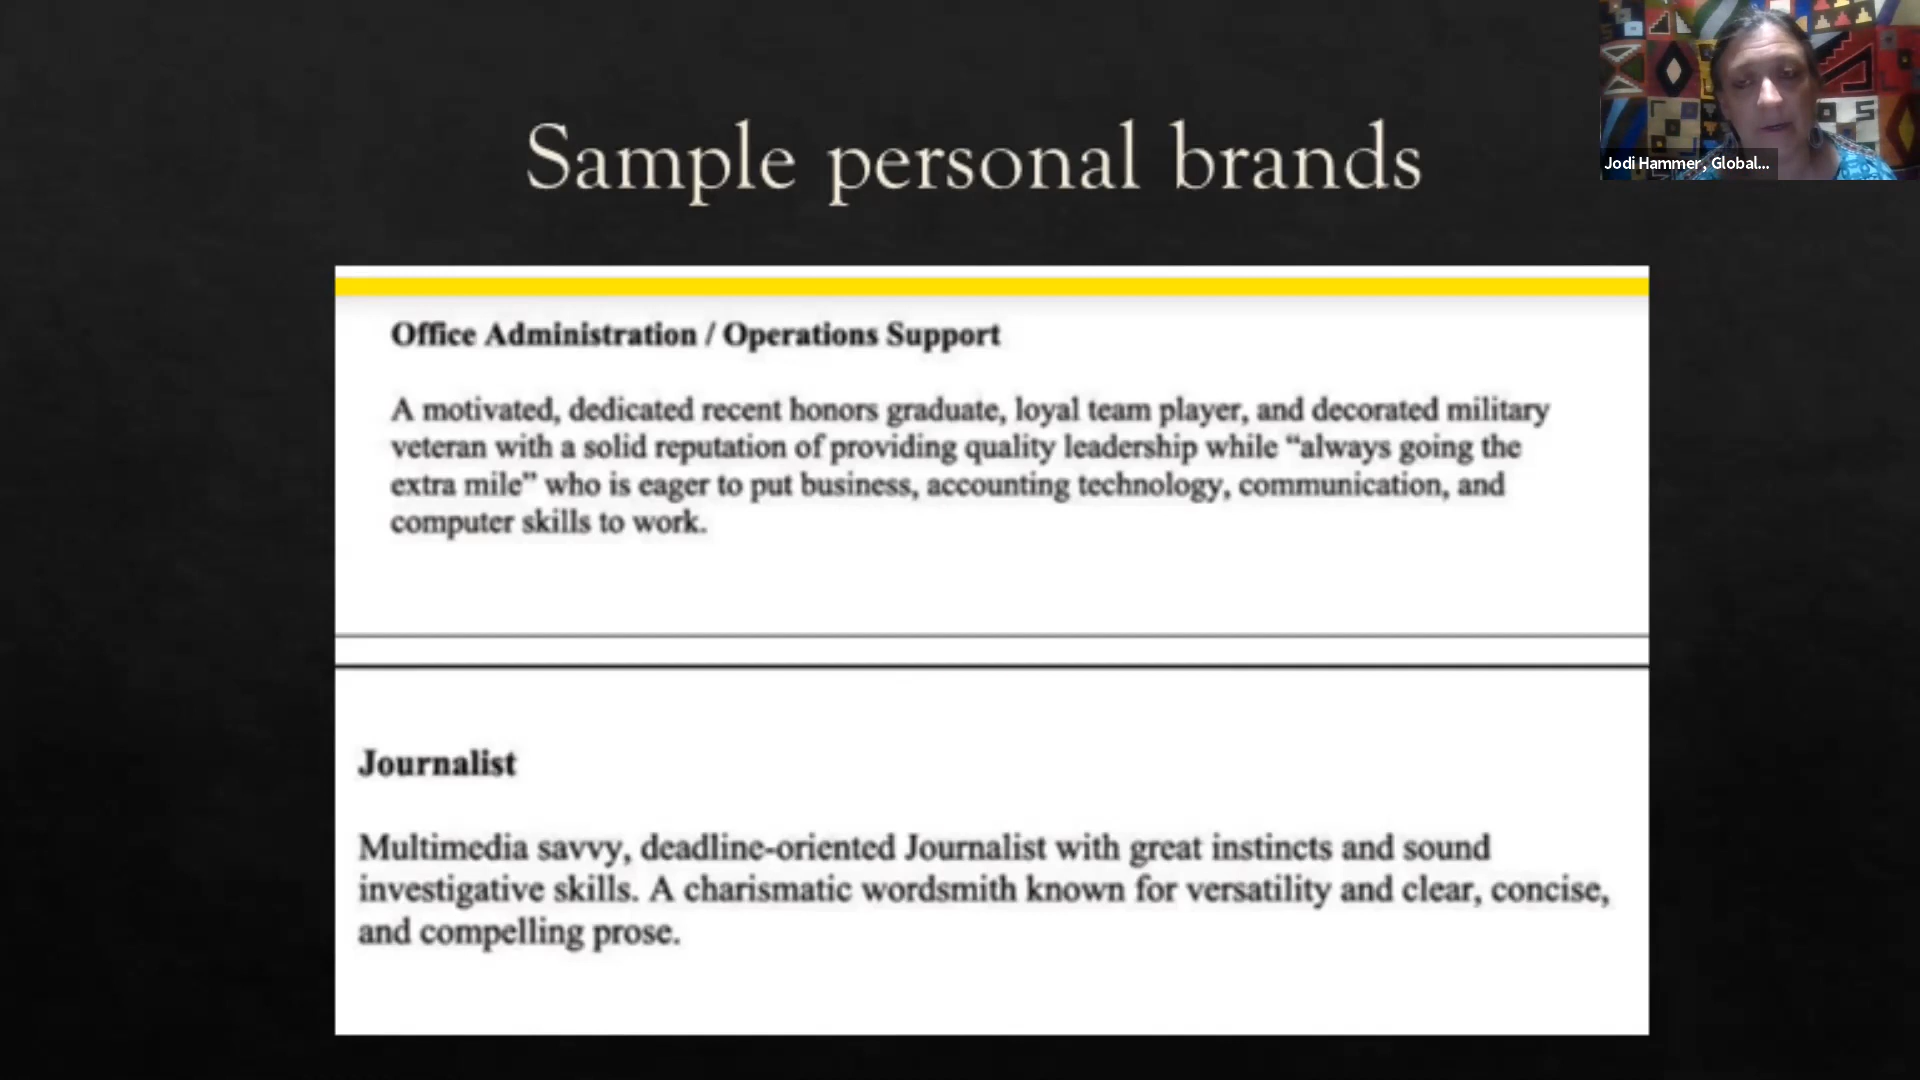 Sample personal brands
Jodi Hammer, Global...
Office Administration / Operations Support
A motivated, dedicated recent honors graduate, loyal team player, and decorated military
veteran with a solid reputation of providing quality leadership while “always going the
extra mile” who is eager to put business, accounting technology, communication, and
computer skills to work.
Journalist
Multimedia savvy, deadline-oriented Journalist with great instincts and sound
investigative skills. A charismatic wordsmith known for versatility and clear, concise,
and compelling prose.